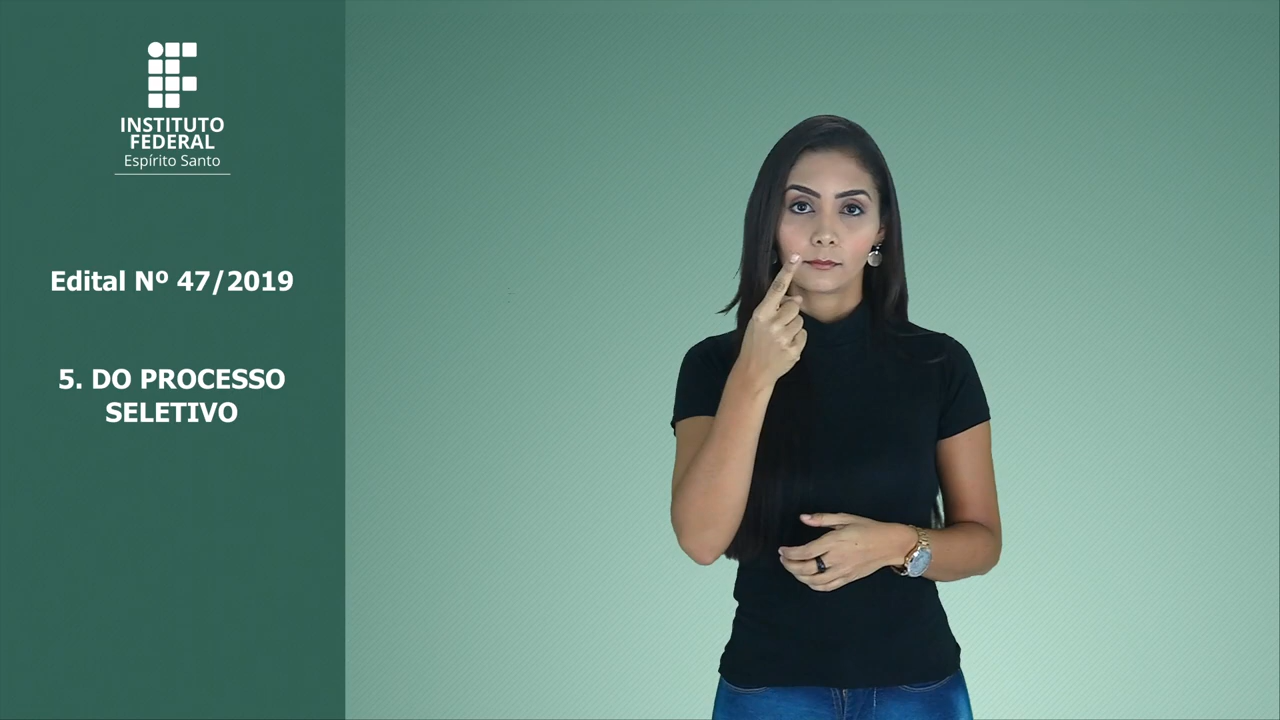 INSTITUTO
FEDERAL
Espírito Santo
Edital Nº 47/2019
5. DO PROCESSO
SELETIVO